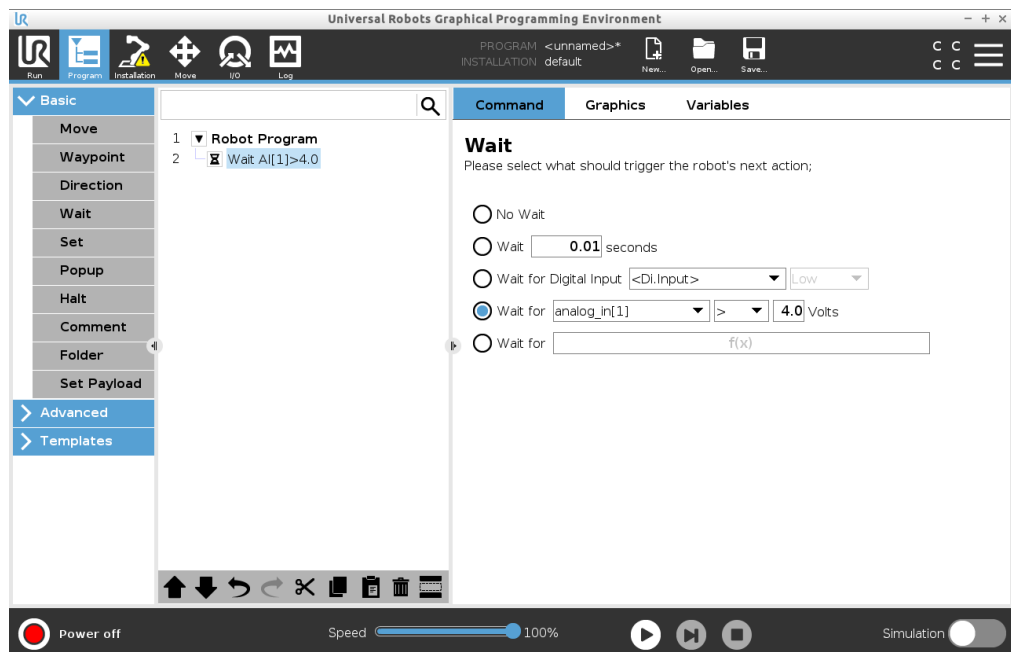 Universal Robots Graphical Programming Environment
PROGRAM <unnamed>*
INSTALLATION default
Run Program Installation Move I/O Log New... Open... Save...
C C
C C
Basic
Move
Waypoint
Direction
Wait
Set
Popup
Halt
Comment
Folder
Set Payload
Advanced
Templates
1 Robot Program
2 Wait AI[1]>4.0
Command Graphics Variables
Wait
Please select what should trigger the robot's next action;
No Wait
Wait 0.01 seconds
Wait for Digital Input <Di.Input> Low
Wait for analog_in[1] > 4.0 Volts
Wait for f(x)
Power off Speed 100% Simulation